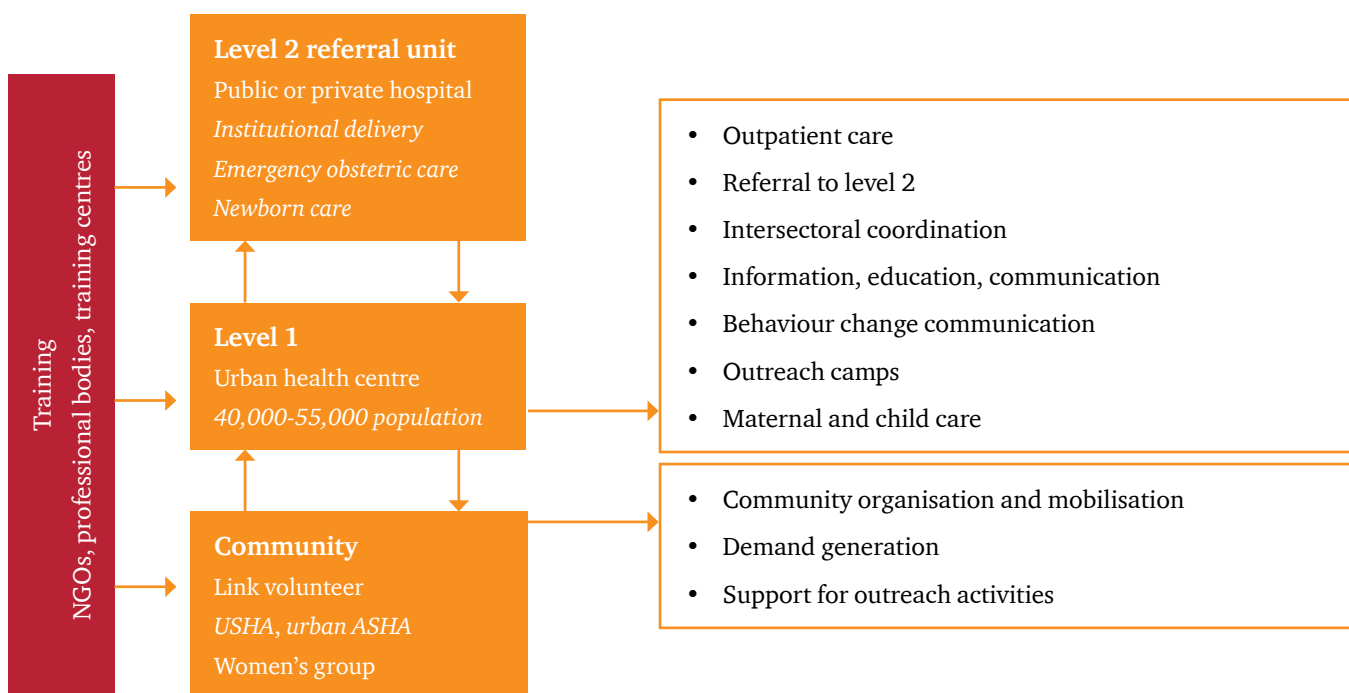 Training
NGOs, professional bodies, training centres
Level 2 referral unit
Public or private hospital
Institutional delivery
Emergency obstetric care
Newborn care
Level 1
Urban health centre
40,000-55,000 population
Community
Link volunteer
USHA, urban ASHA
Women’s group
• Outpatient care
• Referral to level 2
• Intersectoral coordination
• Information, education, communication
• Behaviour change communication
• Outreach camps
• Maternal and child care
• Community organisation and mobilisation
• Demand generation
• Support for outreach activities